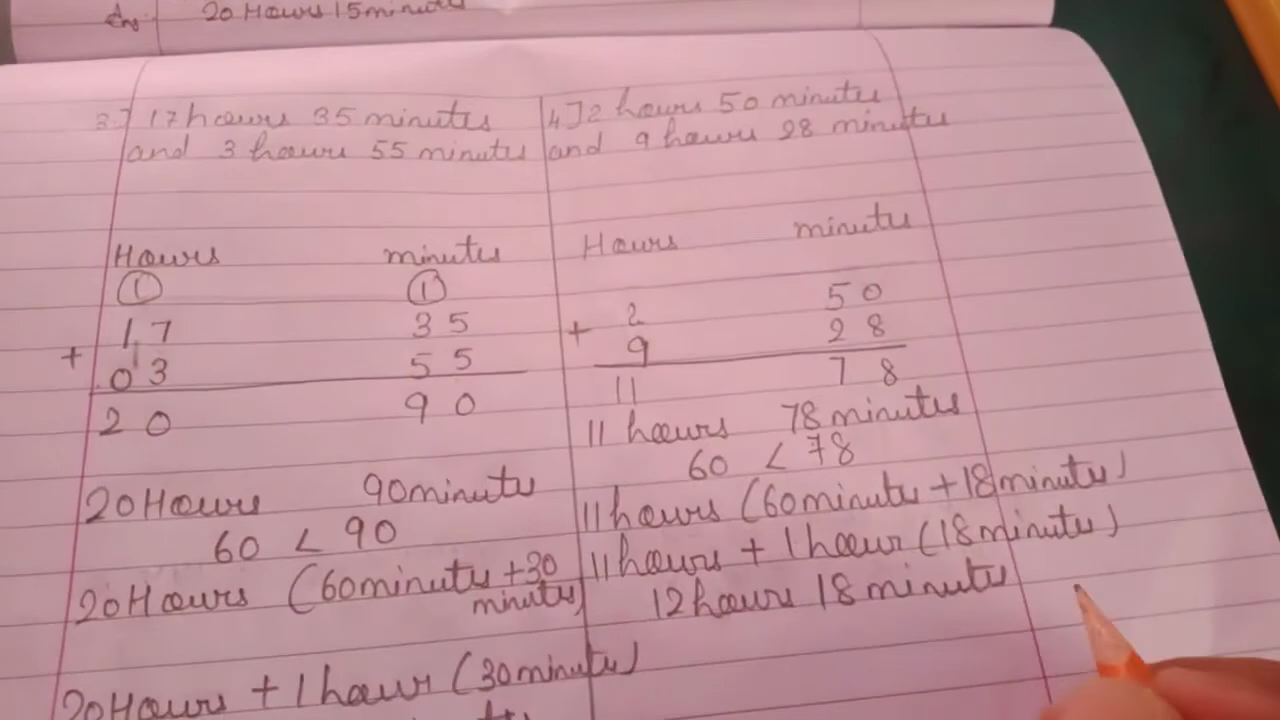 Ans. 20 Hours 15 minutes
3.] 17 hours 35 minutes
and 3 hours 55 minutes
Hours minutes
① ①
17 35
+ 03 55
20 90
20 Hours 90 minutes
60 < 90
20 Hours (60 minutes + 30
minutes)
20 Hours + 1 hour (30 minutes)
4.] 2 hours 50 minutes
and 9 hours 28 minutes
Hours minutes
2 50
+ 9 28
11 78
11 hours 78 minutes
60 < 78
11 hours (60 minutes + 18 minutes)
11 hours + 1 hour (18 minutes)
12 hours 18 minutes